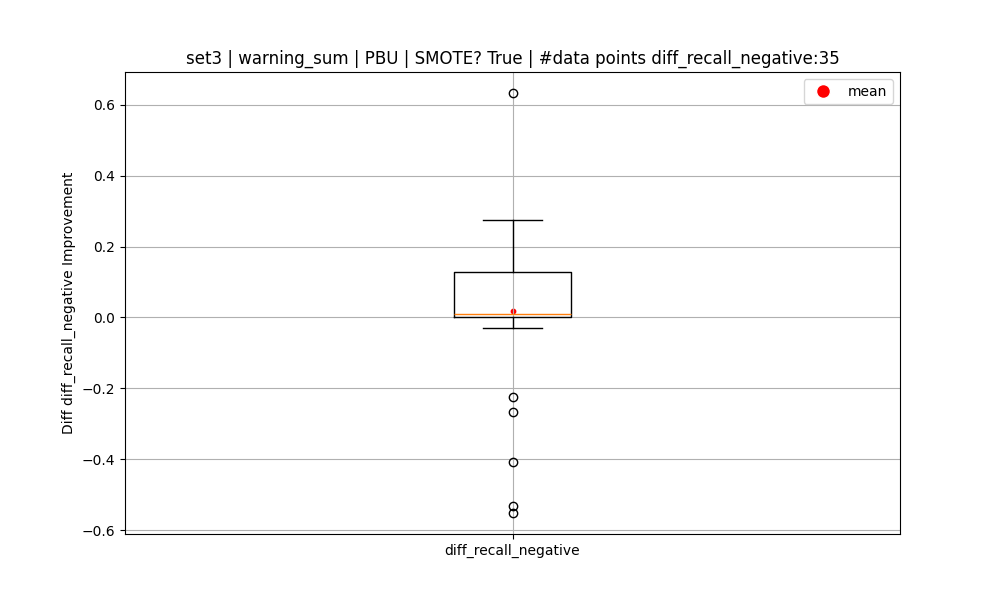 set3 | warning_sum | PBU | SMOTE? True | #data points diff_recall_negative:35
mean
Diff diff_recall_negative Improvement
0.6
0.4
0.2
0.0
−0.2
−0.4
−0.6
diff_recall_negative